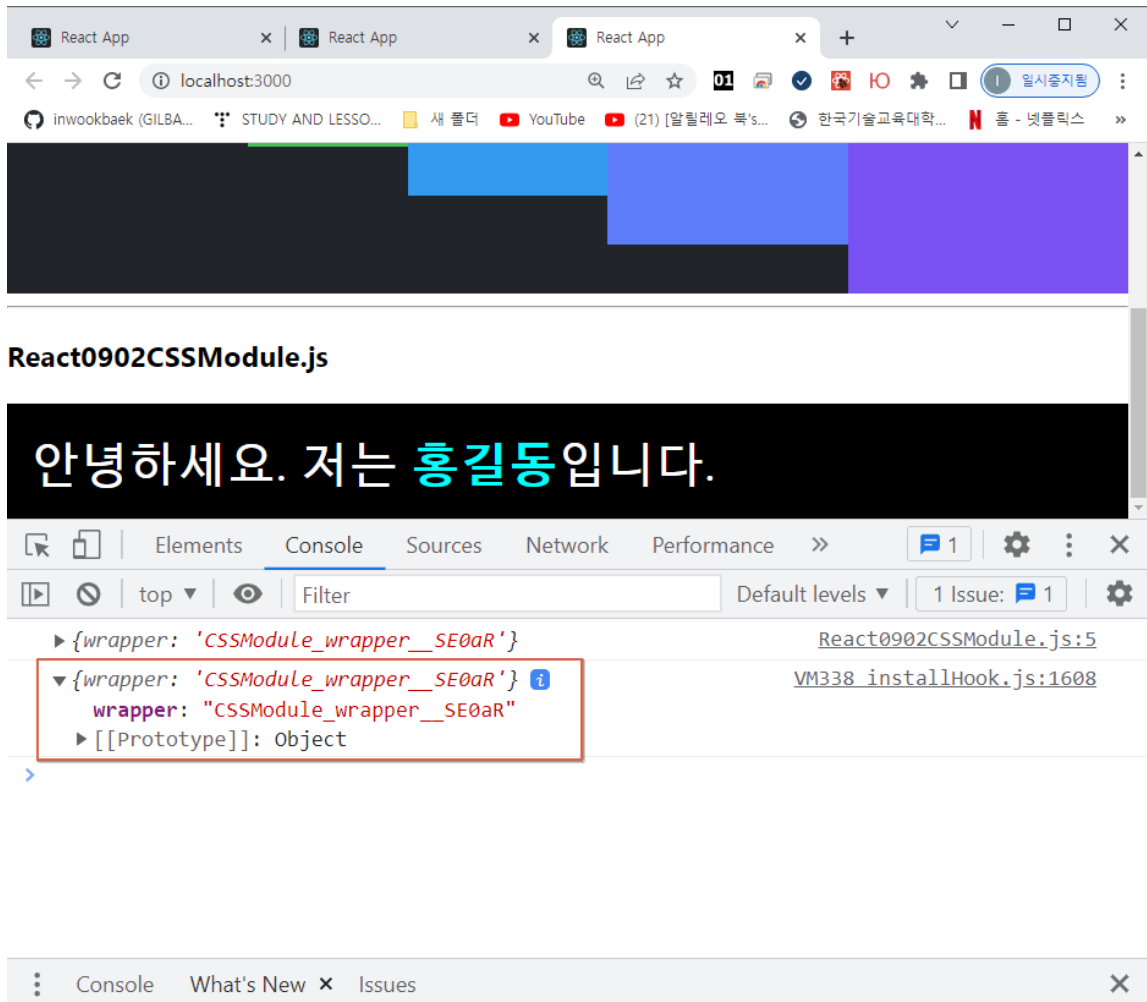 React App
React App
React App
localhost:3000
01
Ю
I 일시중지됨
inwookbaek (GILBA...
STUDY AND LESSO...
새 폴더
YouTube
(21) [알릴레오 북's...
한국기술교육대학...
홈 - 넷플릭스
»
React0902CSSModule.js
안녕하세요. 저는 홍길동입니다.
Elements Console Sources Network Performance » 1
top ▼ Filter Default levels ▼ 1 Issue: 1
▶ {wrapper: 'CSSModule_wrapper__SE0aR'} React0902CSSModule.js:5
▼ {wrapper: 'CSSModule_wrapper__SE0aR'} i VM338 installHook.js:1608
wrapper: "CSSModule_wrapper__SE0aR"
▶ [[Prototype]]: Object
>
Console What's New × Issues